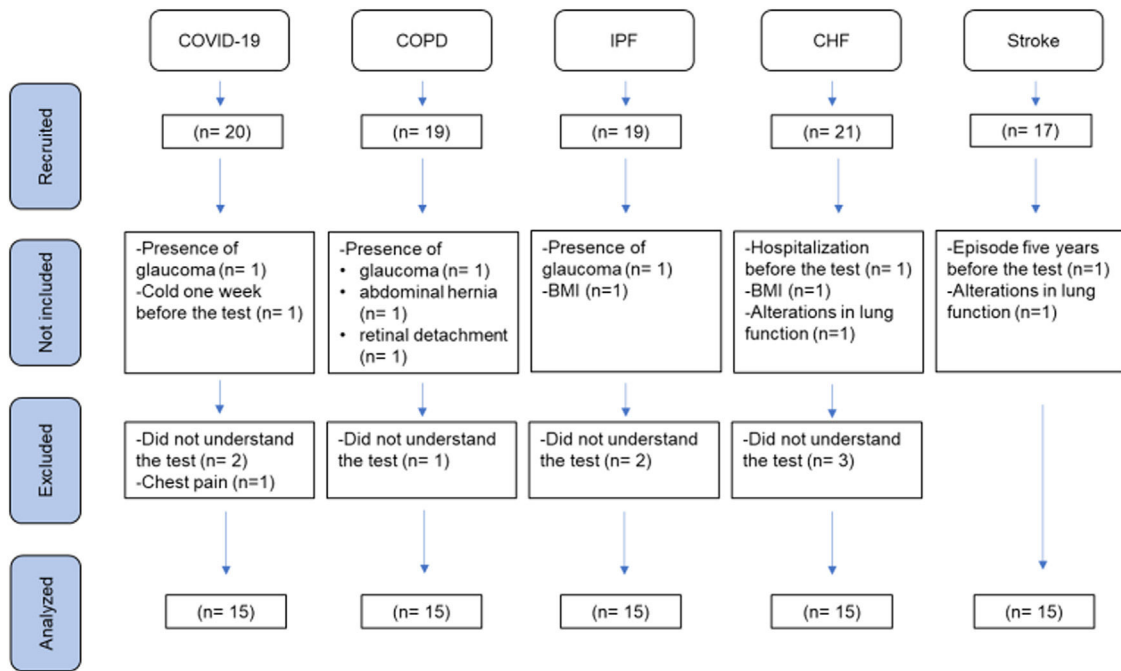 COVID-19
COPD
IPF
CHF
Stroke
Recruited
(n= 20)
(n= 19)
(n= 19)
(n= 21)
(n= 17)
Not included
-Presence of
glaucoma (n= 1)
-Cold one week
before the test (n= 1)
-Presence of
• glaucoma (n= 1)
• abdominal hernia
(n= 1)
• retinal detachment
(n= 1)
-Presence of
glaucoma (n= 1)
-BMI (n=1)
-Hospitalization
before the test (n= 1)
-BMI (n=1)
-Alterations in lung
function (n=1)
-Episode five years
before the test (n=1)
-Alterations in lung
function (n=1)
Excluded
-Did not understand
the test (n= 2)
-Chest pain (n=1)
-Did not understand
the test (n= 1)
-Did not understand
the test (n= 2)
-Did not understand
the test (n= 3)
Analyzed
(n= 15)
(n= 15)
(n= 15)
(n= 15)
(n= 15)